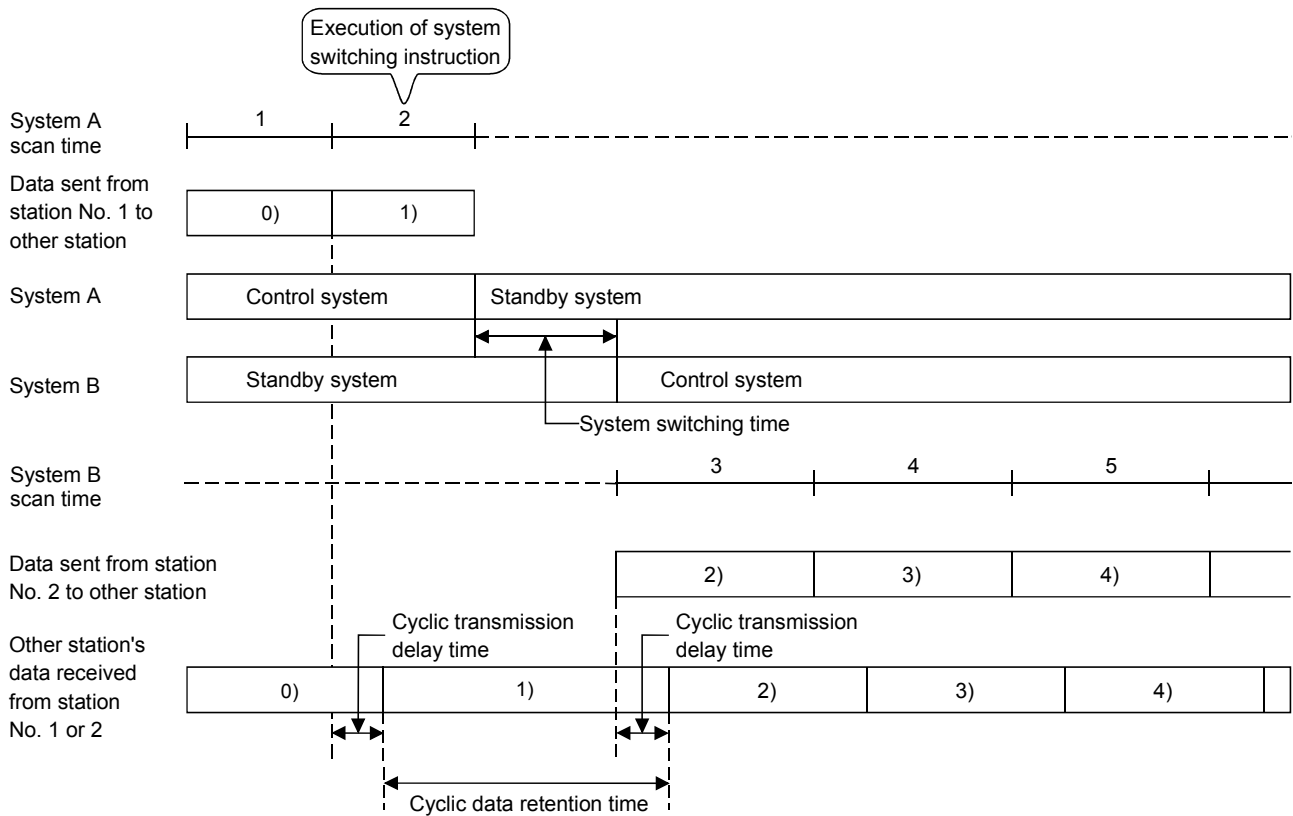 Execution of system
switching instruction
System A
scan time
1
2
Data sent from
station No. 1 to
other station
0)
1)
System A
Control system
Standby system
System B
Standby system
Control system
System switching time
System B
scan time
3
4
5
Data sent from station
No. 2 to other station
2)
3)
4)
Cyclic transmission
delay time
Cyclic transmission
delay time
Other station's
data received
from station
No. 1 or 2
0)
1)
2)
3)
4)
Cyclic data retention time